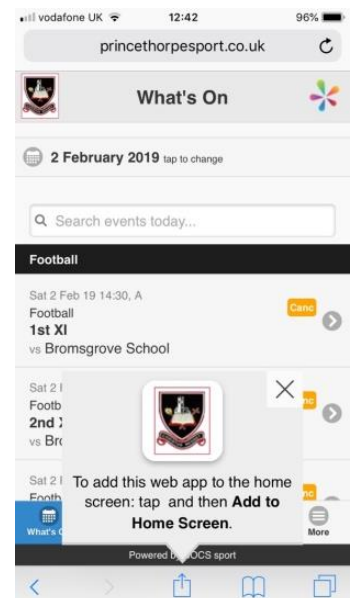 vodafone UK 12:42 96%
princethorpesport.co.uk
What's On
2 February 2019 tap to change
Search events today...
Football
Sat 2 Feb 19 14:30, A
Football
Canc
1st XI
vs Bromsgrove School
Sat 2
Footb
2nd
vs Bro
Sat 2
To add this web app to the home
screen: tap and then Add to
Home Screen.
What's
More
Powered by SOCS sport